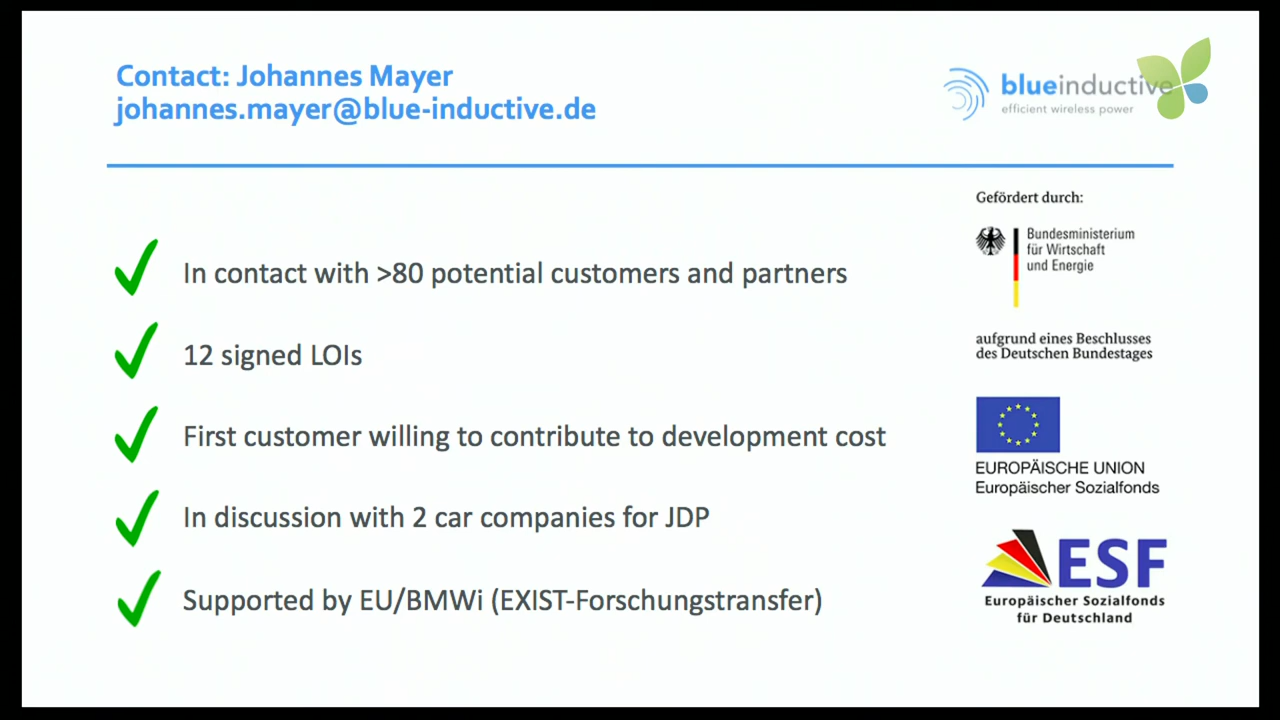 Contact: Johannes Mayer
johannes.mayer@blue-inductive.de
blueinductive
efficient wireless power
In contact with >80 potential customers and partners
12 signed LOIs
First customer willing to contribute to development cost
In discussion with 2 car companies for JDP
Supported by EU/BMWi (EXIST-Forschungstransfer)
Gefördert durch:
Bundesministerium
für Wirtschaft
und Energie
aufgrund eines Beschlusses
des Deutschen Bundestages
EUROPÄISCHE UNION
Europäischer Sozialfonds
ESF
Europäischer Sozialfonds
für Deutschland